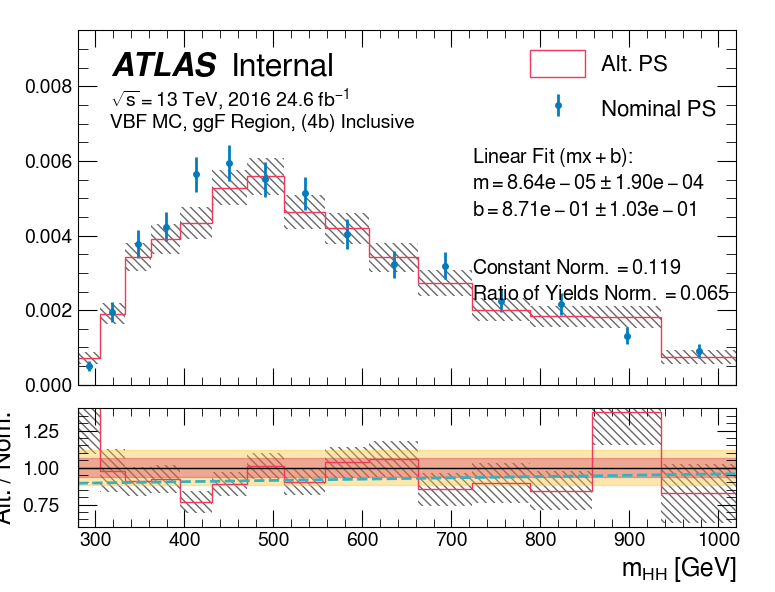 ATLAS Internal
√s = 13 TeV, 2016 24.6 fb⁻¹
VBF MC, ggF Region, (4b) Inclusive
Alt. PS
Nominal PS
Linear Fit (mx + b):
m = 8.64e − 05 ± 1.90e − 04
b = 8.71e − 01 ± 1.03e − 01
Constant Norm. = 0.119
Ratio of Yields Norm. = 0.065
0.008
0.006
0.004
0.002
0.000
Alt. / Nom.
1.25
1.00
0.75
300 400 500 600 700 800 900 1000
m_HH [GeV]